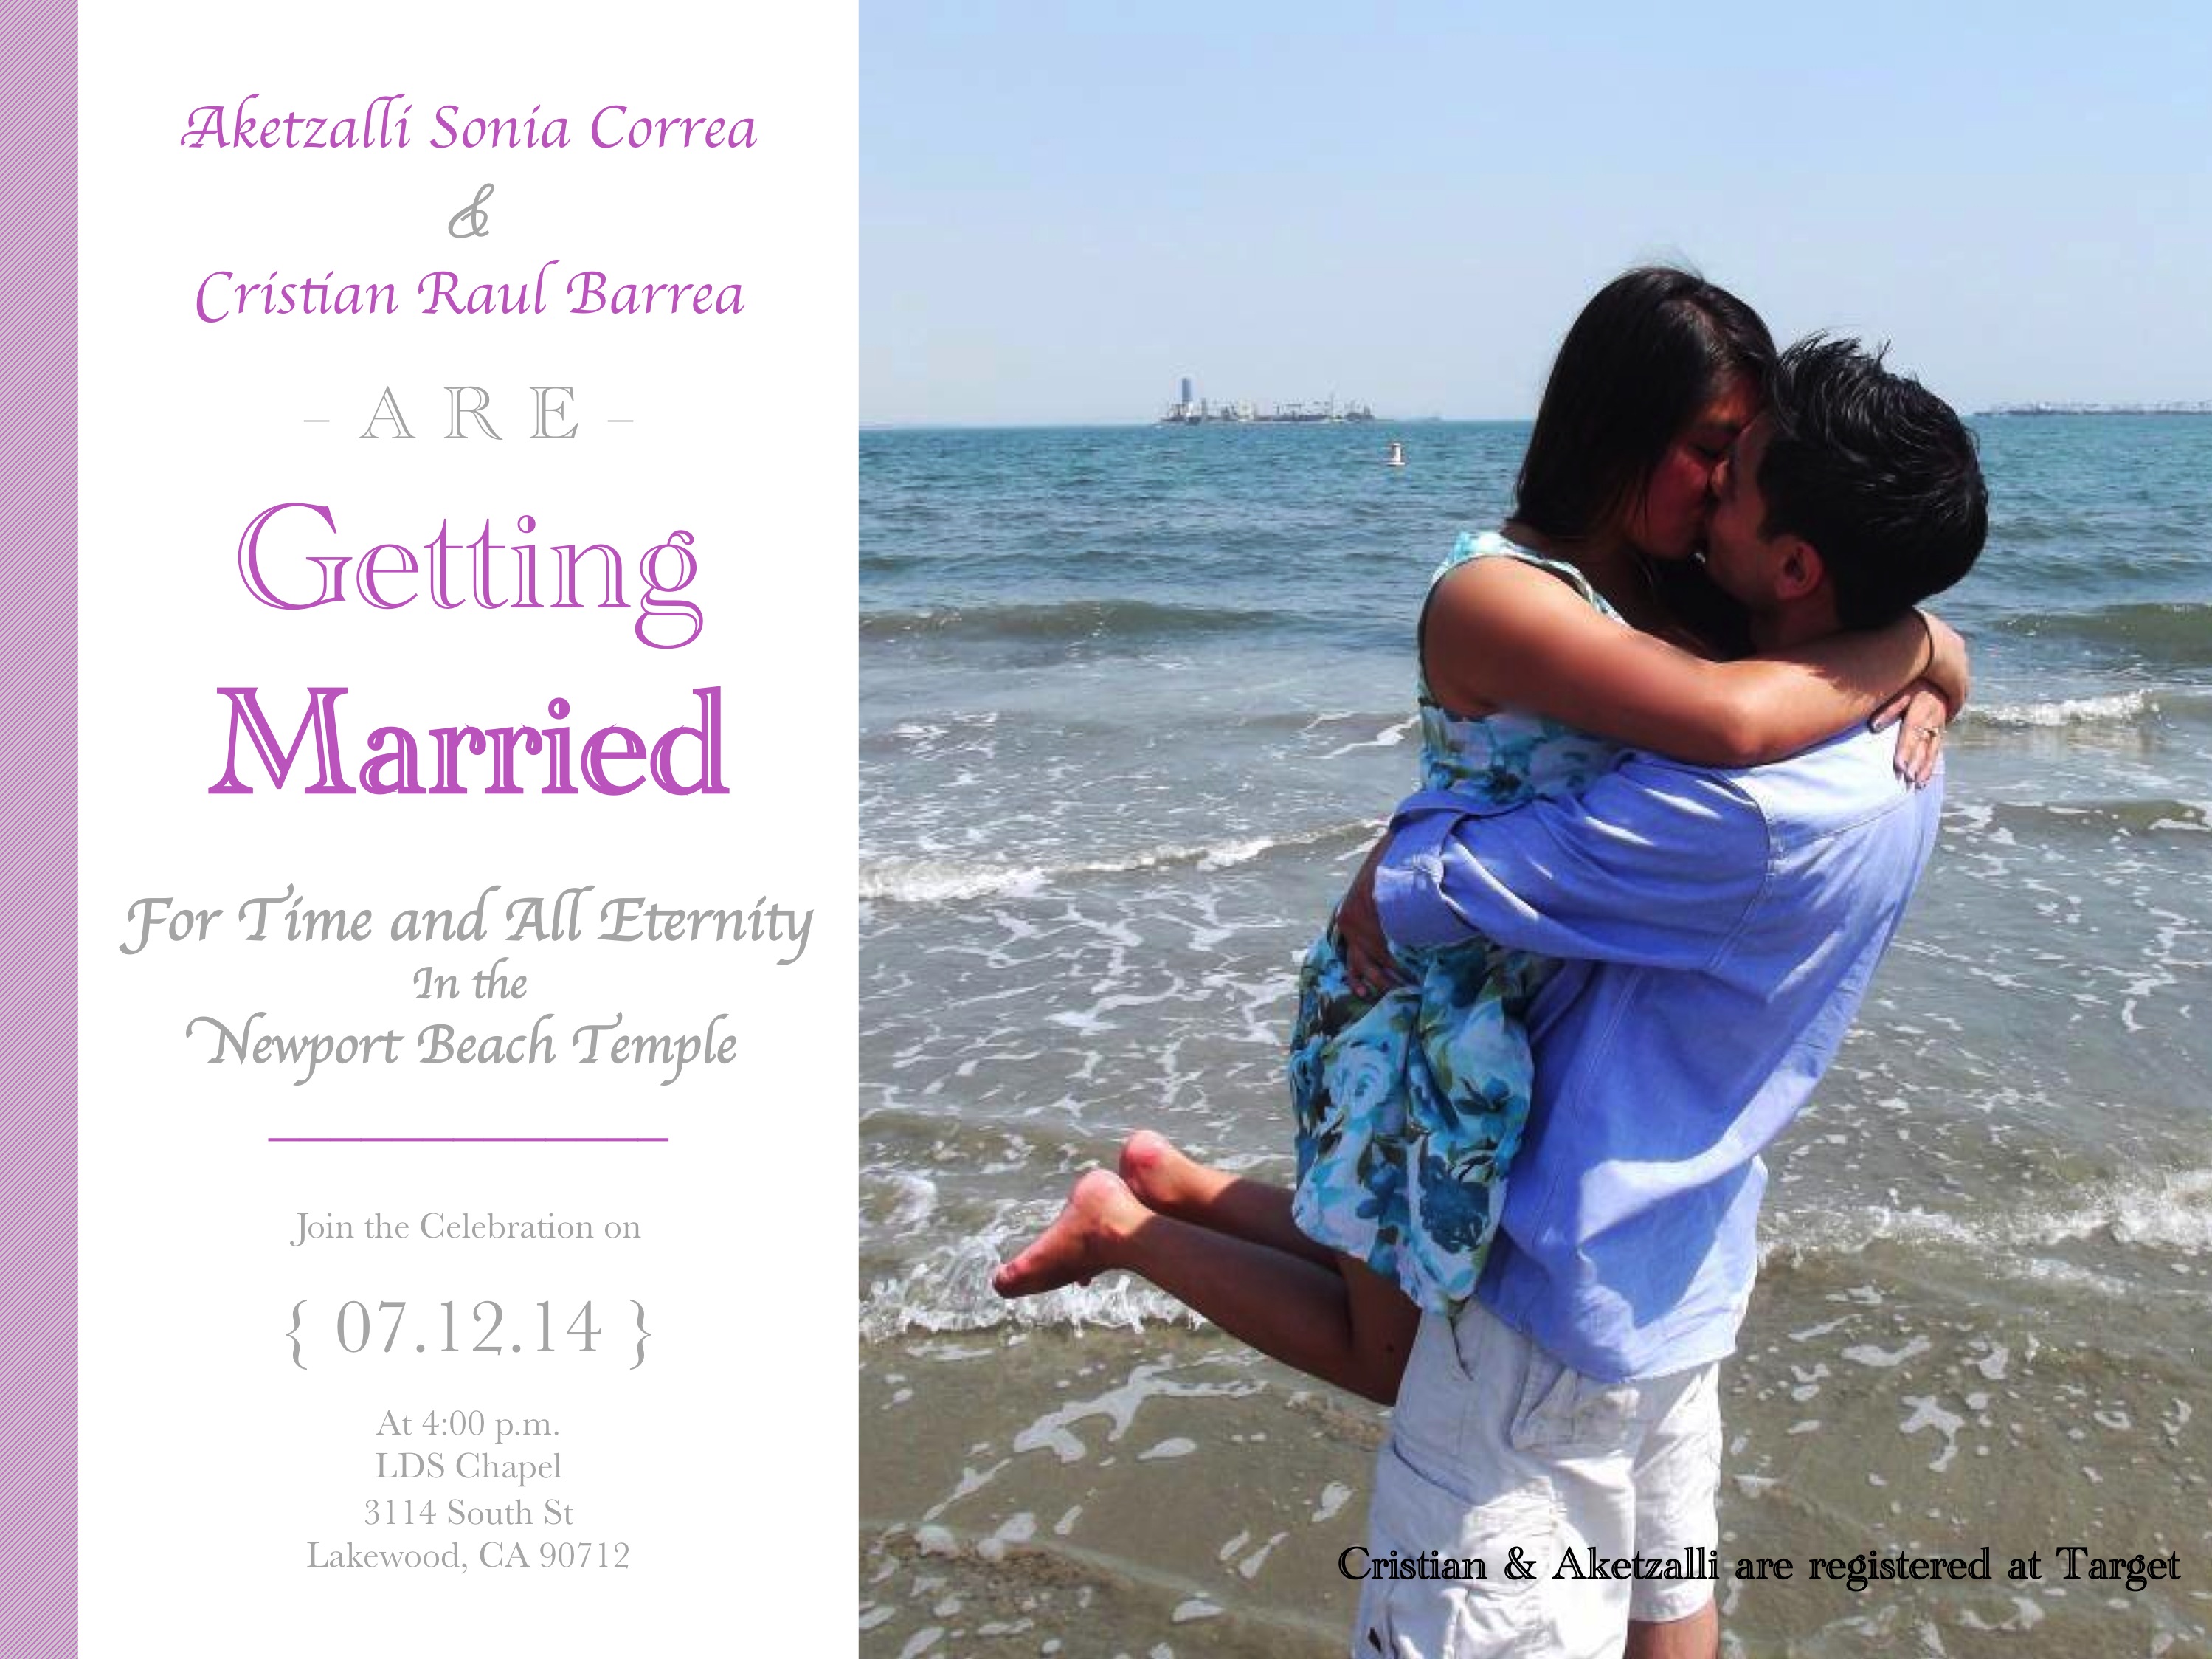 Aketzalli Sonia Correa
&
Cristian Raul Barrea
- ARE -
Getting
Married
For Time and All Eternity
In the
Newport Beach Temple
Join the Celebration on
{ 07.12.14 }
At 4:00 p.m.
LDS Chapel
3114 South St
Lakewood, CA 90712
Cristian & Aketzalli are registered at Target